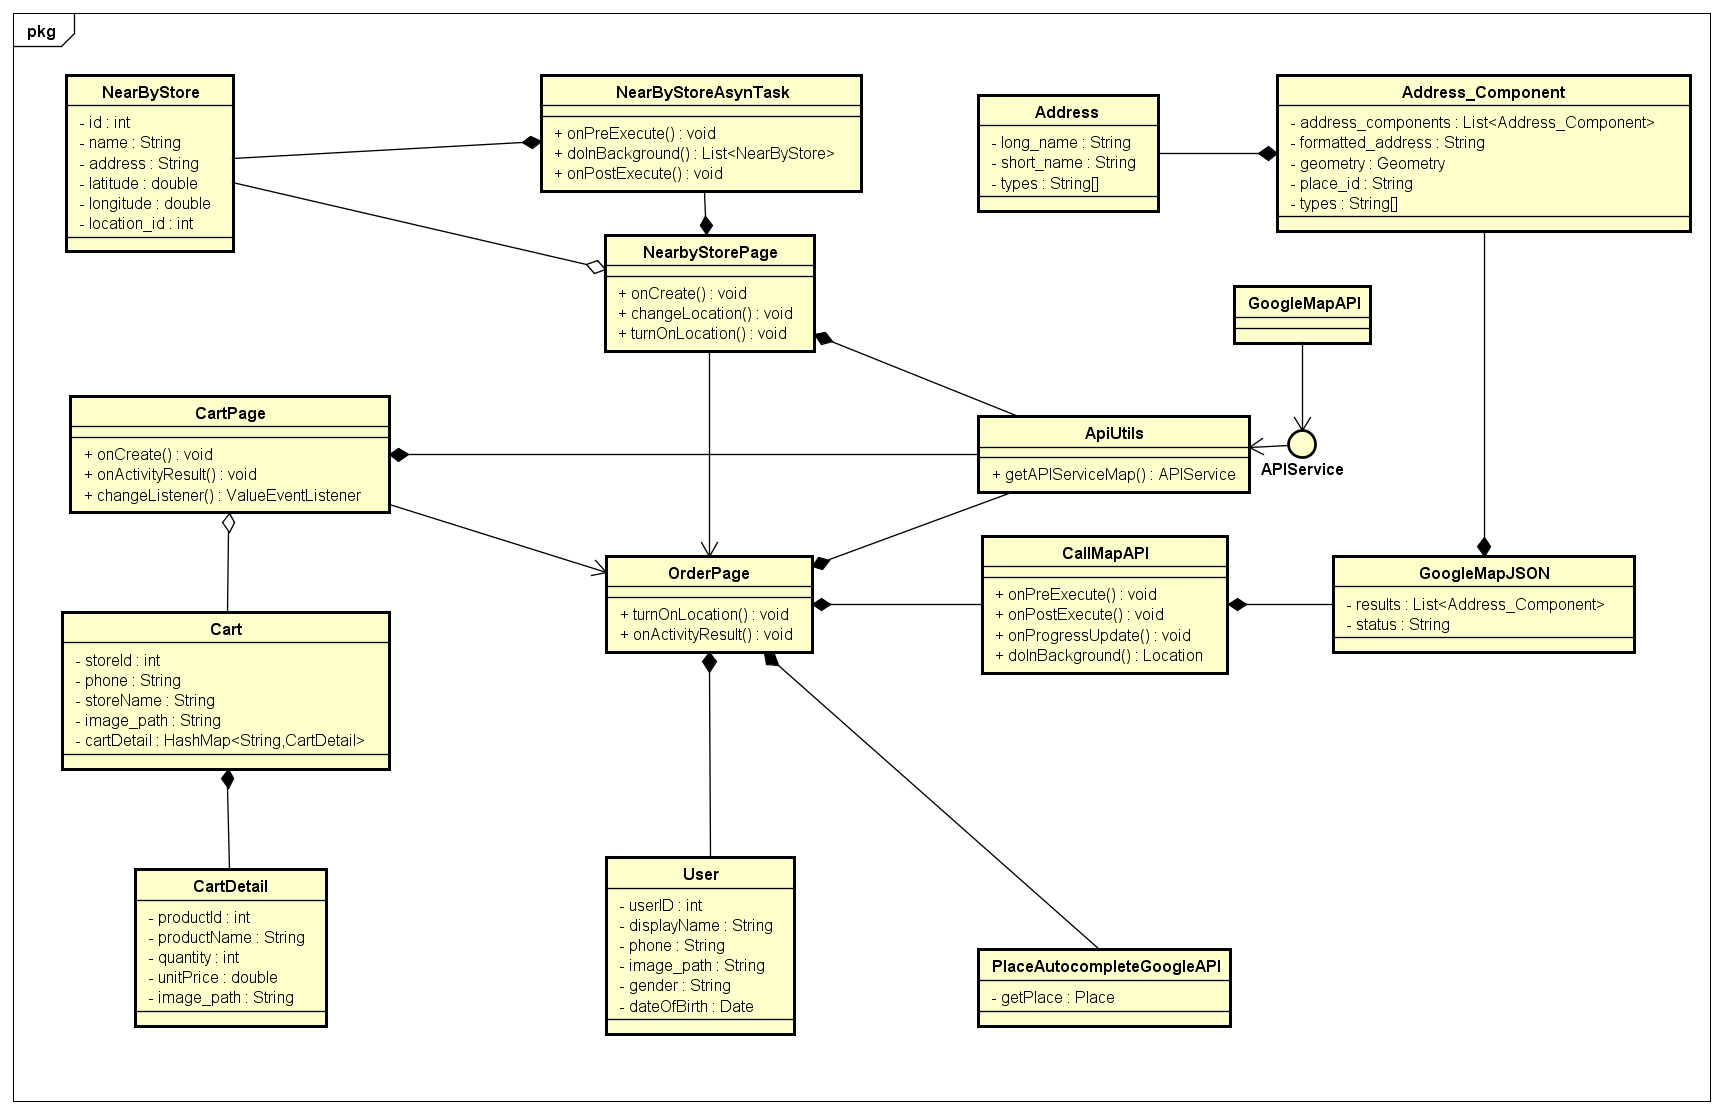 pkg
NearByStore
- id : int
- name : String
- address : String
- latitude : double
- longitude : double
- location_id : int
NearByStoreAsynTask
+ onPreExecute() : void
+ doInBackground() : List<NearByStore>
+ onPostExecute() : void
Address
- long_name : String
- short_name : String
- types : String[]
Address_Component
- address_components : List<Address_Component>
- formatted_address : String
- geometry : Geometry
- place_id : String
- types : String[]
NearbyStorePage
+ onCreate() : void
+ changeLocation() : void
+ turnOnLocation() : void
GoogleMapAPI
CartPage
+ onCreate() : void
+ onActivityResult() : void
+ changeListener() : ValueEventListener
ApiUtils
+ getAPIServiceMap() : APIService
APIService
OrderPage
+ turnOnLocation() : void
+ onActivityResult() : void
CallMapAPI
+ onPreExecute() : void
+ onPostExecute() : void
+ onProgressUpdate() : void
+ doInBackground() : Location
GoogleMapJSON
- results : List<Address_Component>
- status : String
Cart
- storeId : int
- phone : String
- storeName : String
- image_path : String
- cartDetail : HashMap<String,CartDetail>
CartDetail
- productId : int
- productName : String
- quantity : int
- unitPrice : double
- image_path : String
User
- userID : int
- displayName : String
- phone : String
- image_path : String
- gender : String
- dateOfBirth : Date
PlaceAutocompleteGoogleAPI
- getPlace : Place